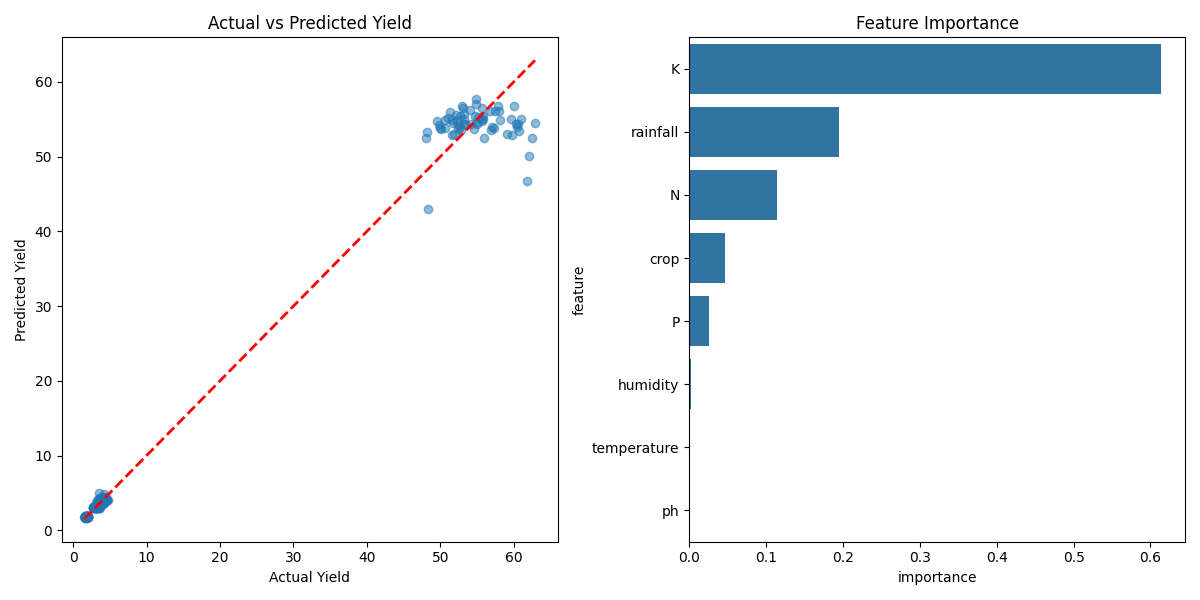 Actual vs Predicted Yield
Predicted Yield
60
50
40
30
20
10
0
0 10 20 30 40 50 60
Actual Yield
Feature Importance
feature
K
rainfall
N
crop
P
humidity
temperature
ph
0.0 0.1 0.2 0.3 0.4 0.5 0.6
importance